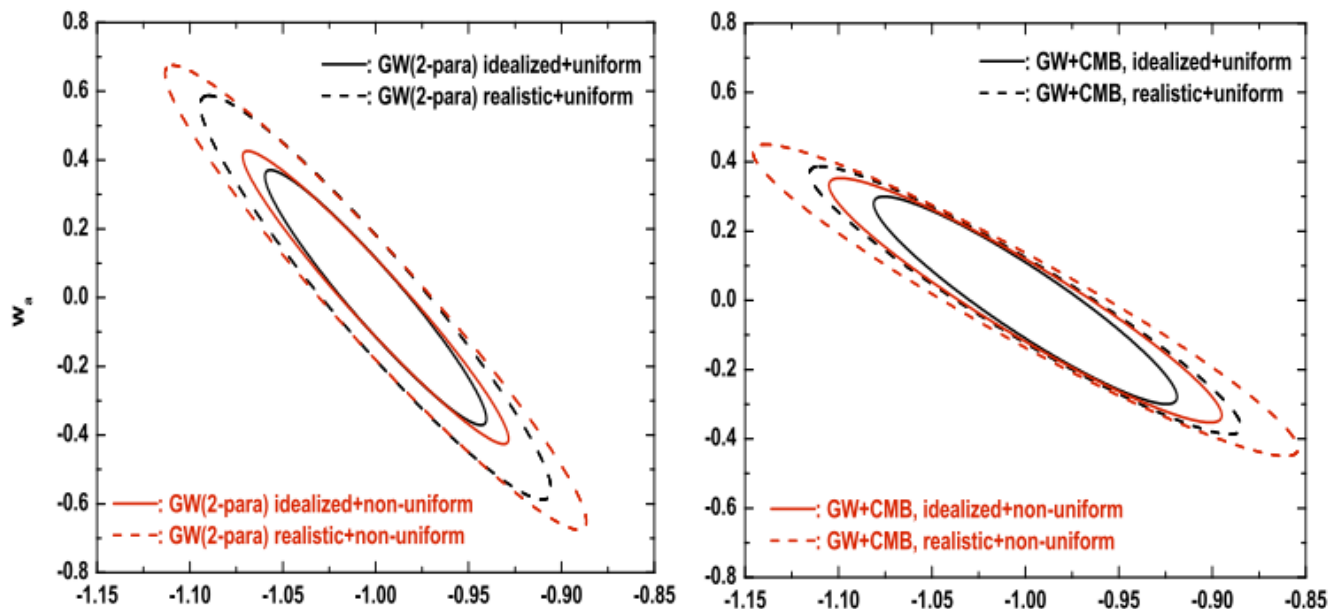 0.8
0.6
0.4
0.2
0.0
-0.2
-0.4
-0.6
-0.8
wₐ
-1.15 -1.10 -1.05 -1.00 -0.95 -0.90 -0.85
: GW(2-para) idealized+uniform
: GW(2-para) realistic+uniform
: GW(2-para) idealized+non-uniform
: GW(2-para) realistic+non-uniform
0.8
0.6
0.4
0.2
0.0
-0.2
-0.4
-0.6
-0.8
-1.15 -1.10 -1.05 -1.00 -0.95 -0.90 -0.85
: GW+CMB, idealized+uniform
: GW+CMB, realistic+uniform
: GW+CMB, idealized+non-uniform
: GW+CMB, realistic+non-uniform